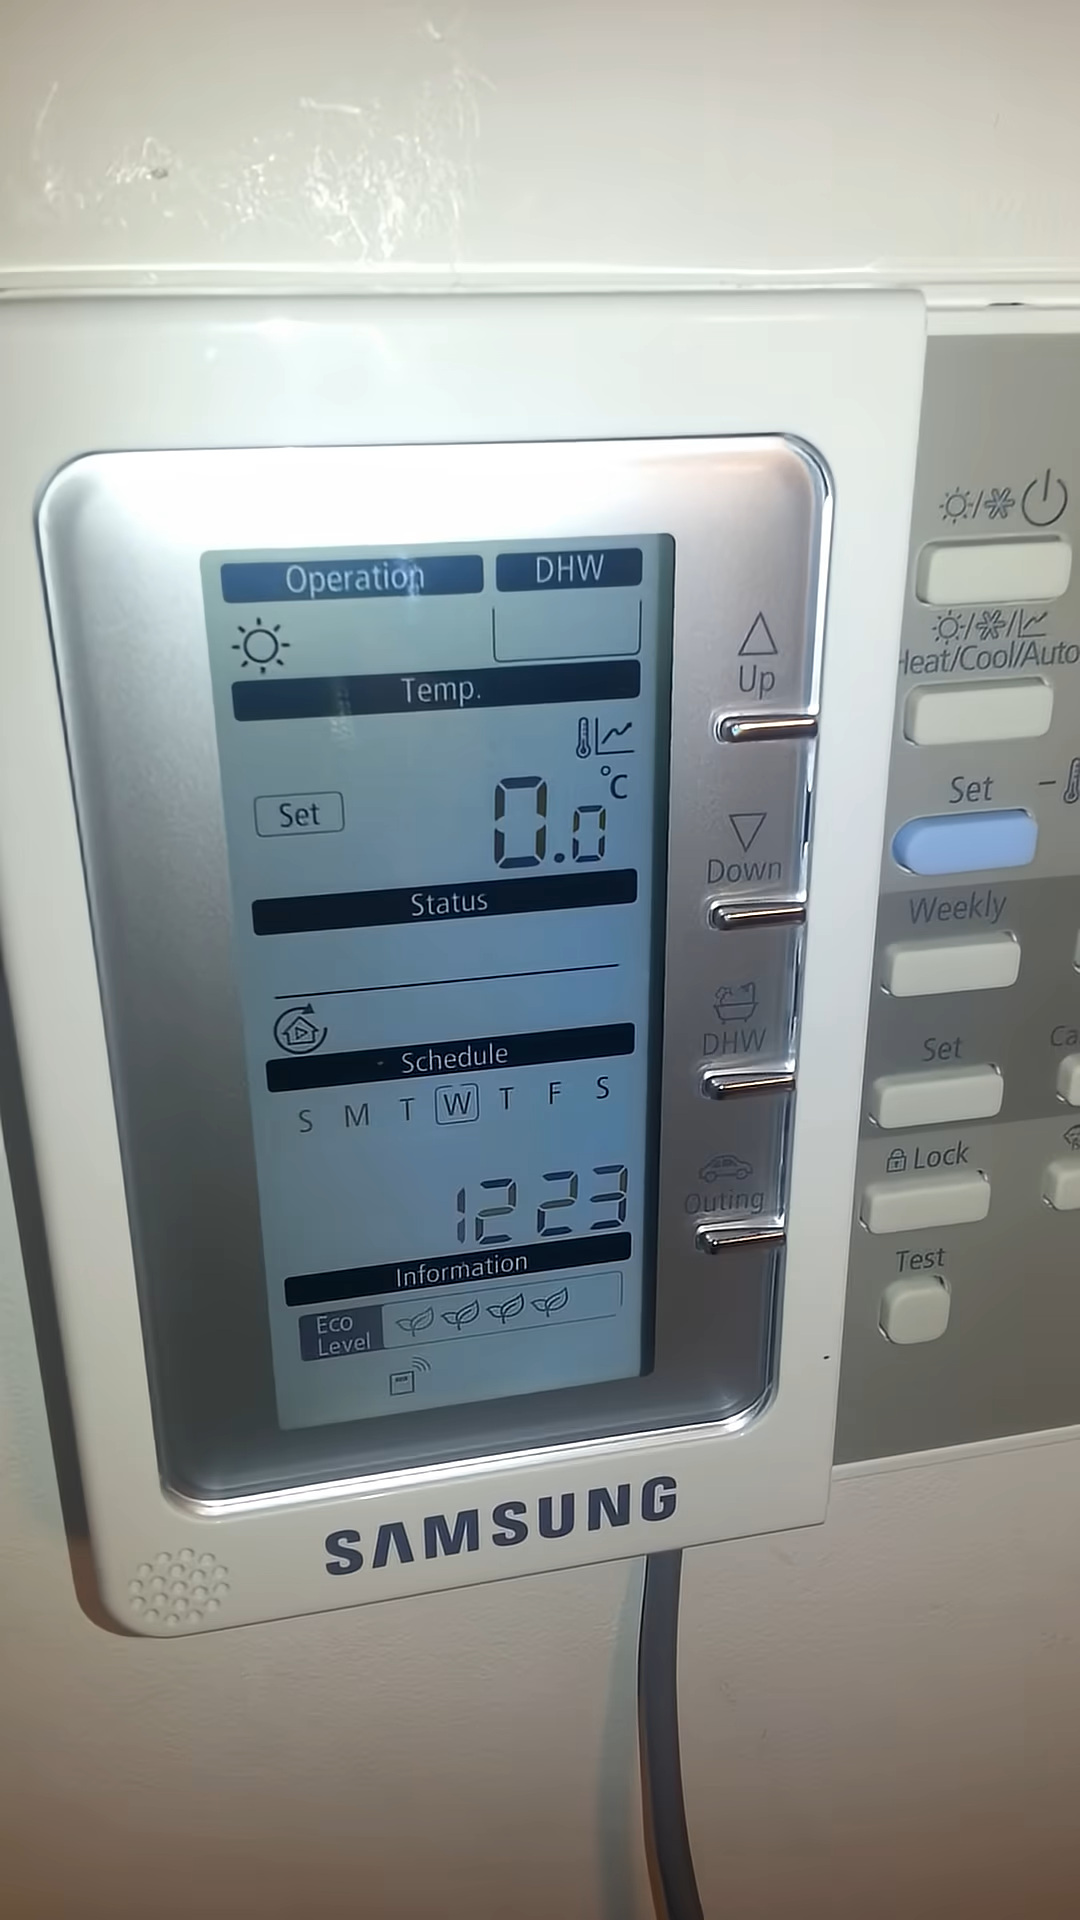 Operation DHW
Temp.
°C
Set 0.0
Status
Schedule
S M T W T F S
12 23
Information
Eco
Level
SAMSUNG
Up
Down
DHW
Outing
Heat/Cool/Auto
Set
Weekly
Set Ca
Lock
Test